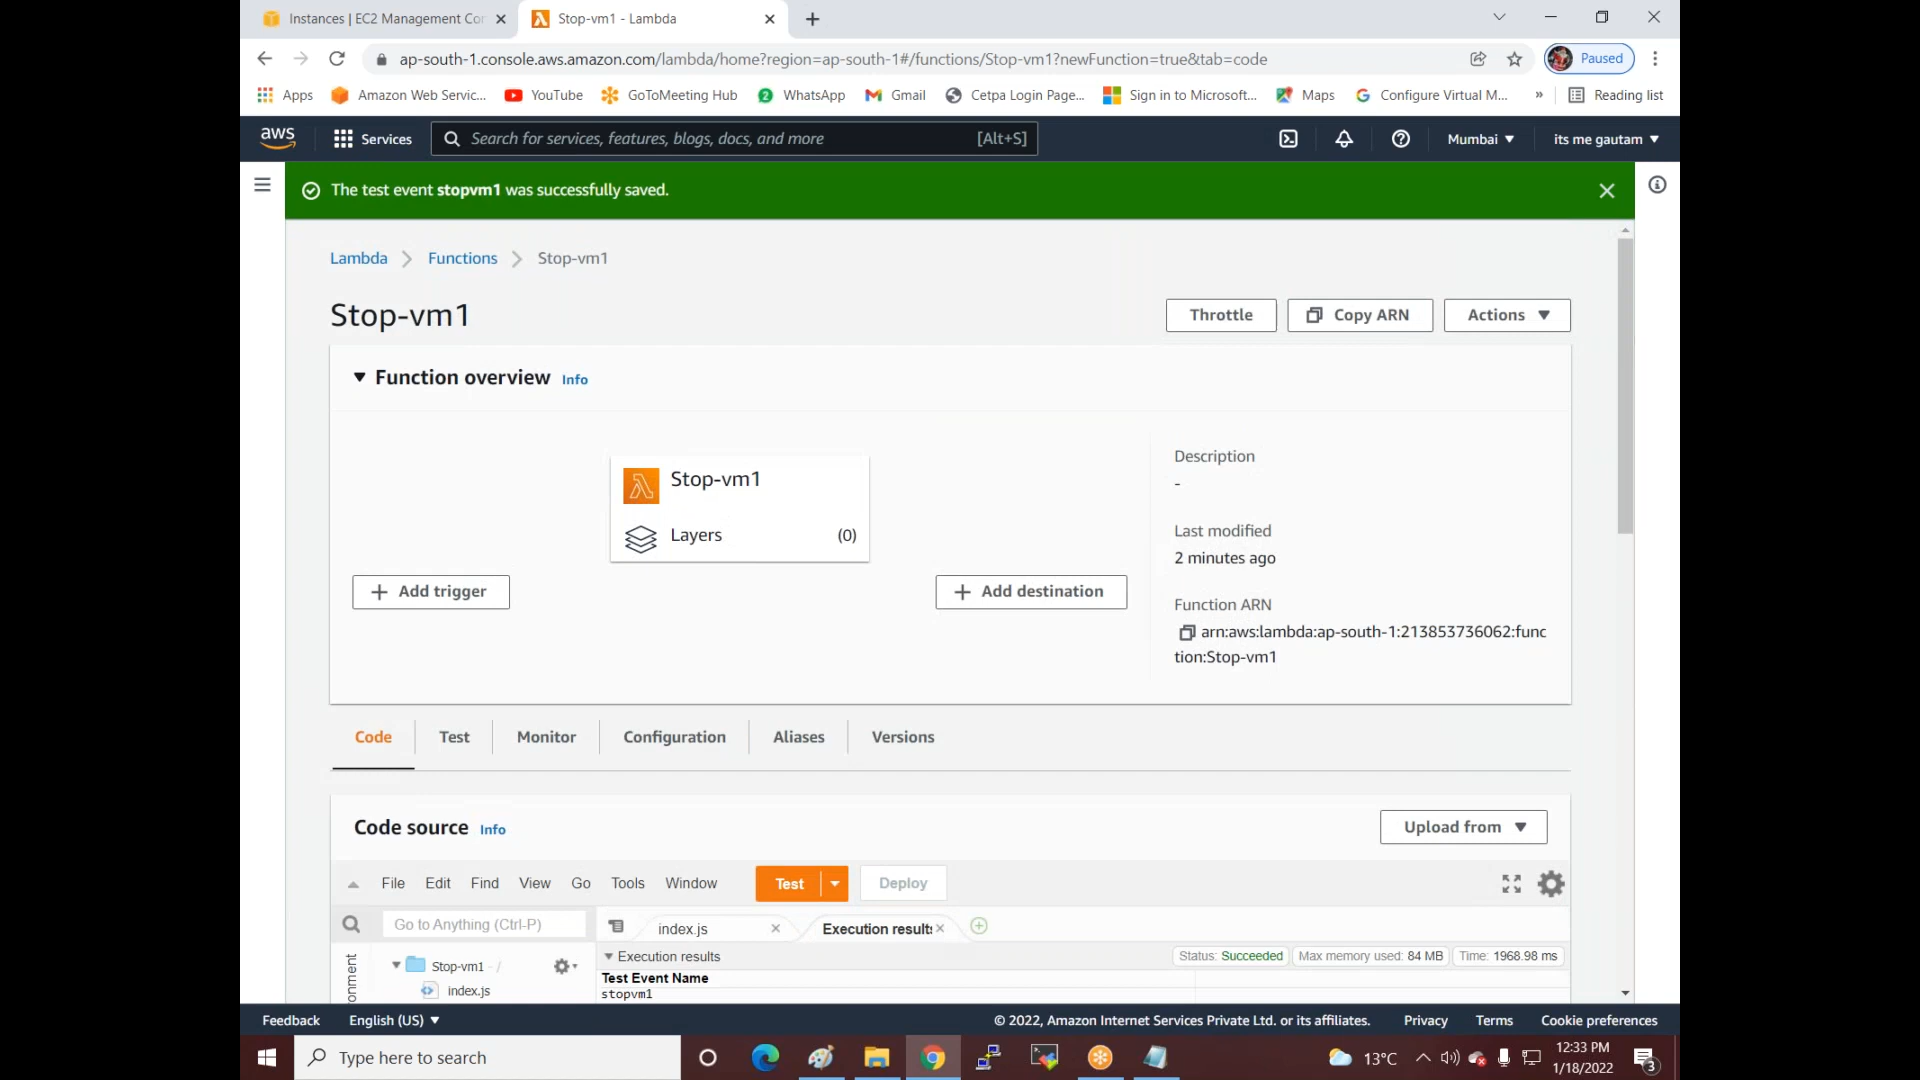 Instances | EC2 Management Con
Stop-vm1 - Lambda
ap-south-1.console.aws.amazon.com/lambda/home?region=ap-south-1#/functions/Stop-vm1?newFunction=true&tab=code
Paused
Apps
Amazon Web Servic...
YouTube
GoToMeeting Hub
2
WhatsApp
Gmail
Cetpa Login Page...
Sign in to Microsoft...
Maps
Configure Virtual M...
»
Reading list
aws
Services
Search for services, features, blogs, docs, and more
[Alt+S]
Mumbai
its me gautam
The test event stopvm1 was successfully saved.
Lambda
Functions
Stop-vm1
Stop-vm1
Throttle
Copy ARN
Actions
Function overview
Info
Stop-vm1
Layers
(0)
Add trigger
Add destination
Description
-
Last modified
2 minutes ago
Function ARN
arn:aws:lambda:ap-south-1:213853736062:func
tion:Stop-vm1
Code
Test
Monitor
Configuration
Aliases
Versions
Code source
Info
Upload from
File
Edit
Find
View
Go
Tools
Window
Test
Deploy
Go to Anything (Ctrl-P)
index.js
Execution results
Execution results
Status: Succeeded
Max memory used: 84 MB
Time: 1968.98 ms
Stop-vm1 - /
Test Event Name
index.js
stopvm1
onment
Feedback
English (US)
© 2022, Amazon Internet Services Private Ltd. or its affiliates.
Privacy
Terms
Cookie preferences
Type here to search
13°C
12:33 PM
1/18/2022
3